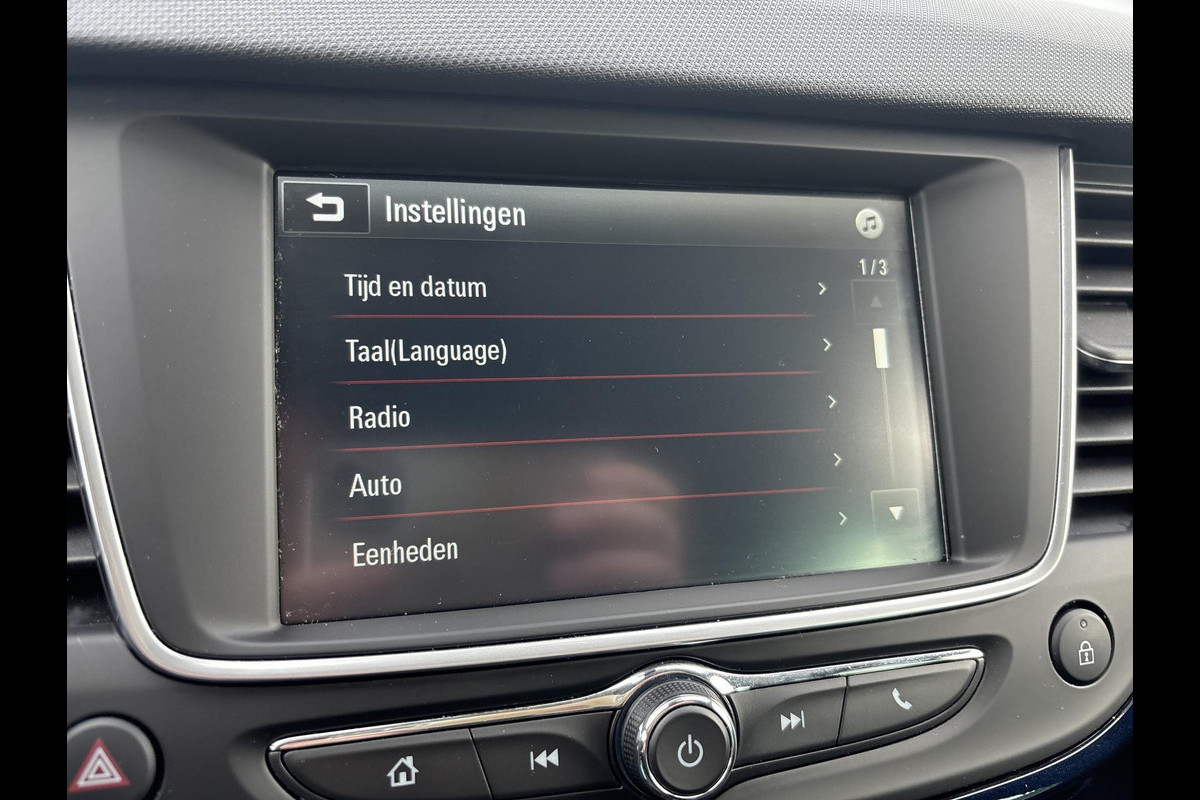 Instellingen
1/3
Tijd en datum
Taal(Language)
Radio
Auto
Eenheden